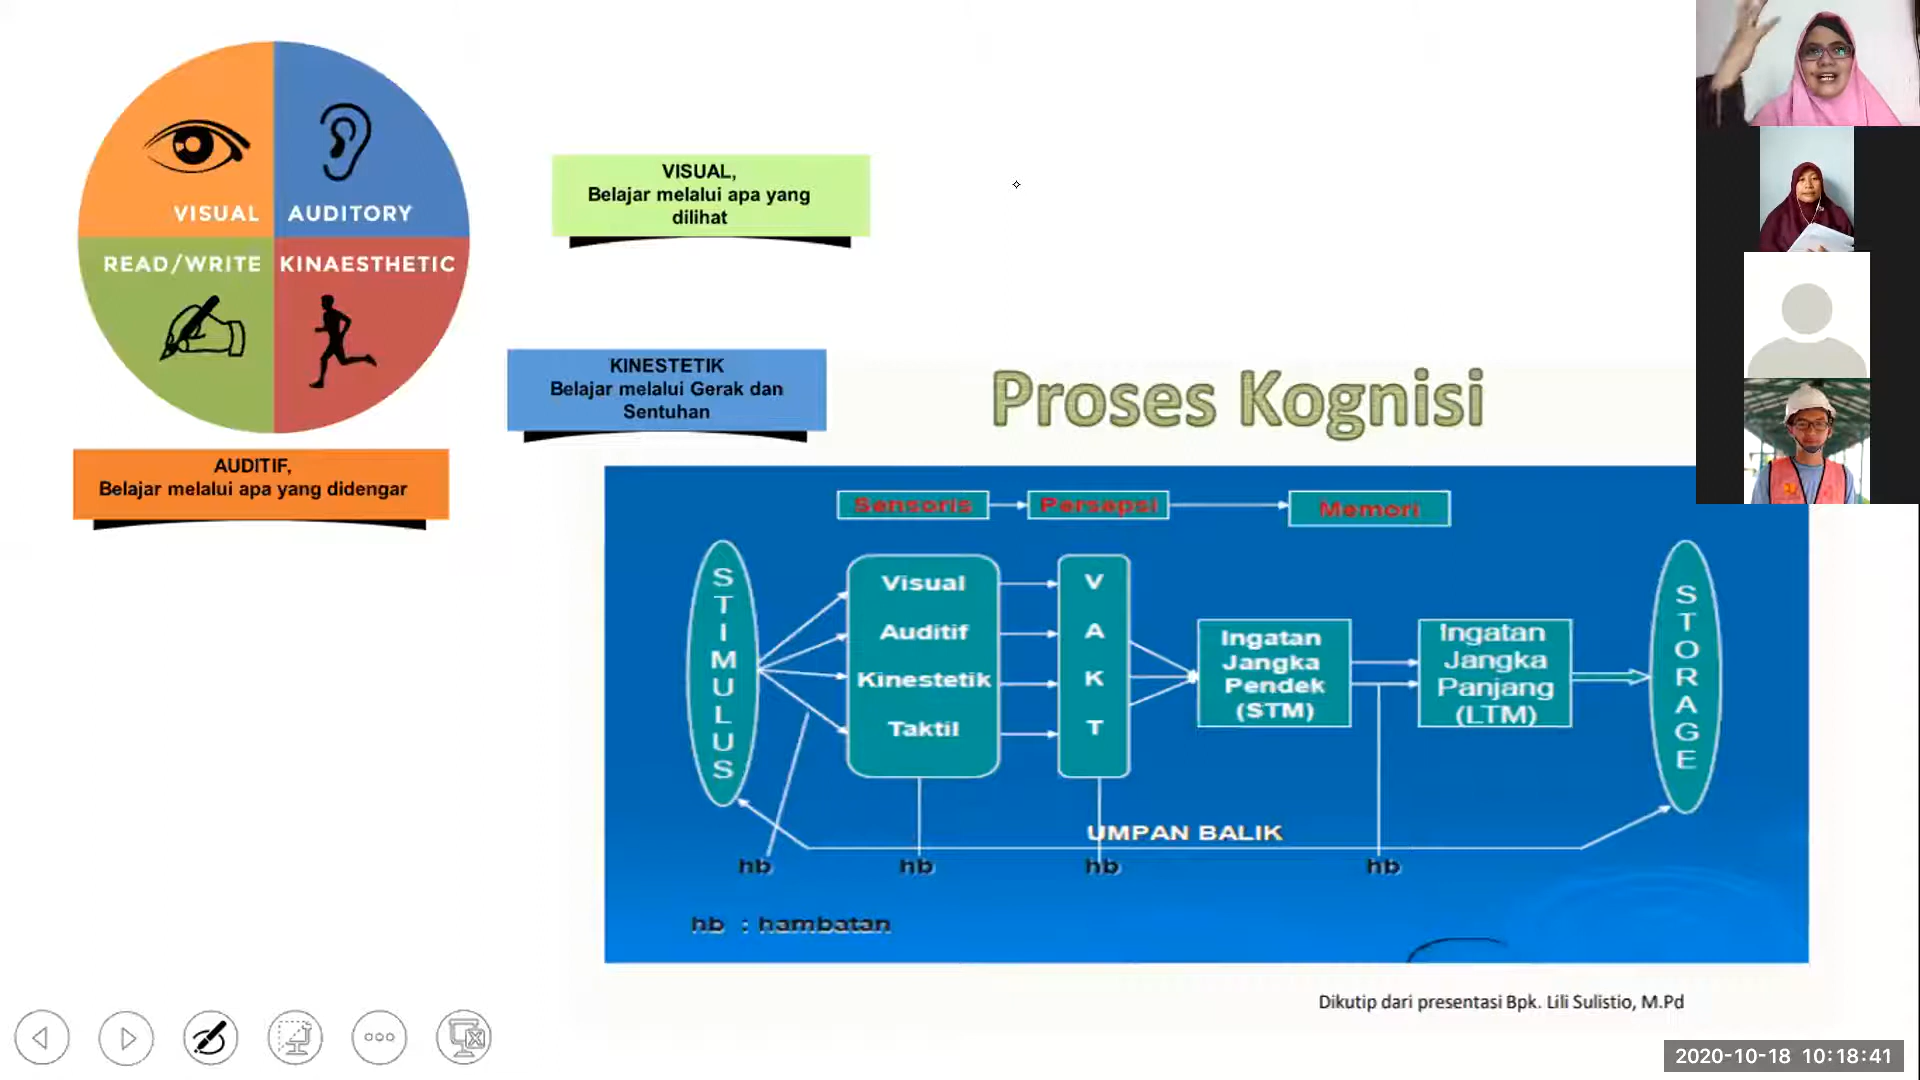 VISUAL
AUDITORY
READ/WRITE
KINAESTHETIC
VISUAL,
Belajar melalui apa yang
dilihat
KINESTETIK
Belajar melalui Gerak dan
Sentuhan
AUDITIF,
Belajar melalui apa yang didengar
Proses Kognisi
Sensoris
Persepsi
Memori
STIMULUS
Visual
Auditif
Kinestetik
Taktil
V
A
K
T
Ingatan
Jangka
Pendek
(STM)
Ingatan
Jangka
Panjang
(LTM)
STORAGE
UMPAN BALIK
hb
hb
hb
hb
hb : hambatan
Dikutip dari presentasi Bpk. Lili Sulistio, M.Pd
2020-10-18 10:18:41